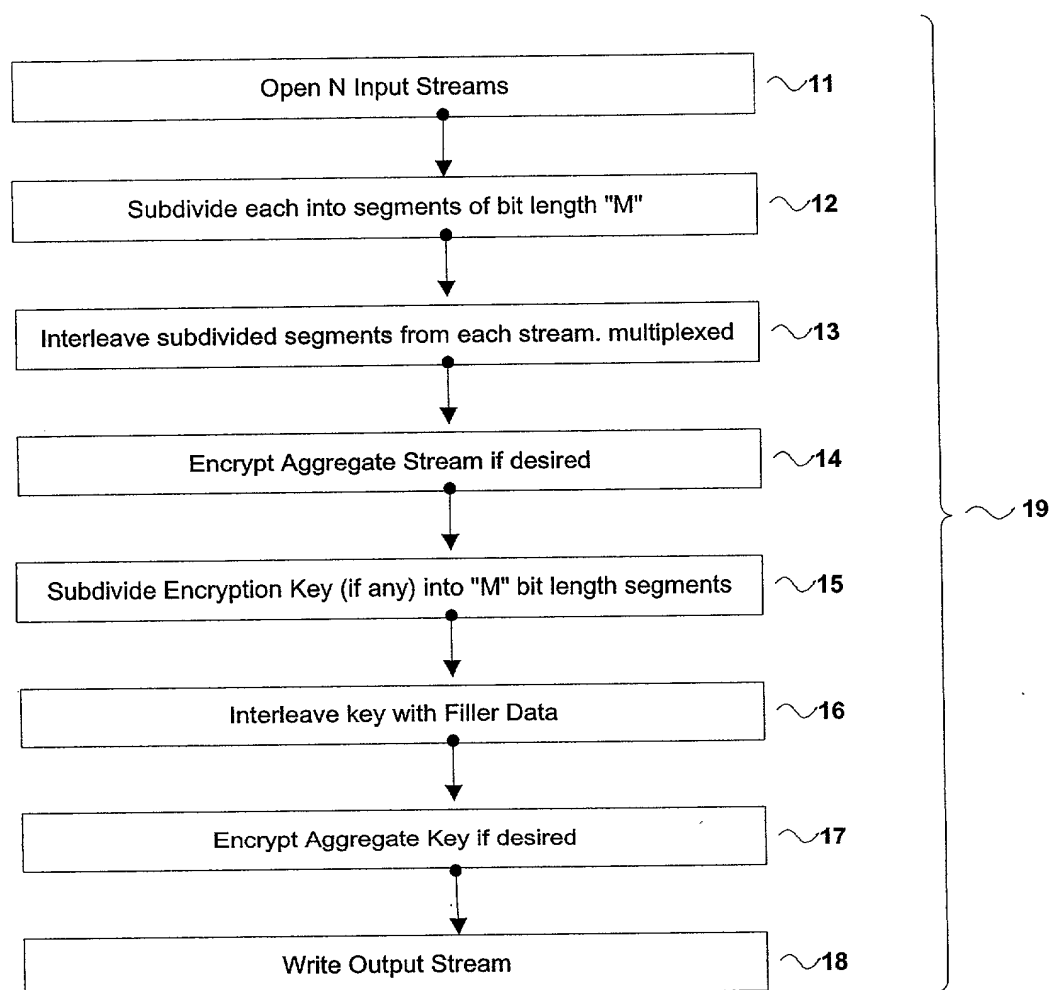 Open N Input Streams
11
Subdivide each into segments of bit length "M"
12
Interleave subdivided segments from each stream. multiplexed
13
Encrypt Aggregate Stream if desired
14
19
Subdivide Encryption Key (if any) into "M" bit length segments
15
Interleave key with Filler Data
16
Encrypt Aggregate Key if desired
17
Write Output Stream
18